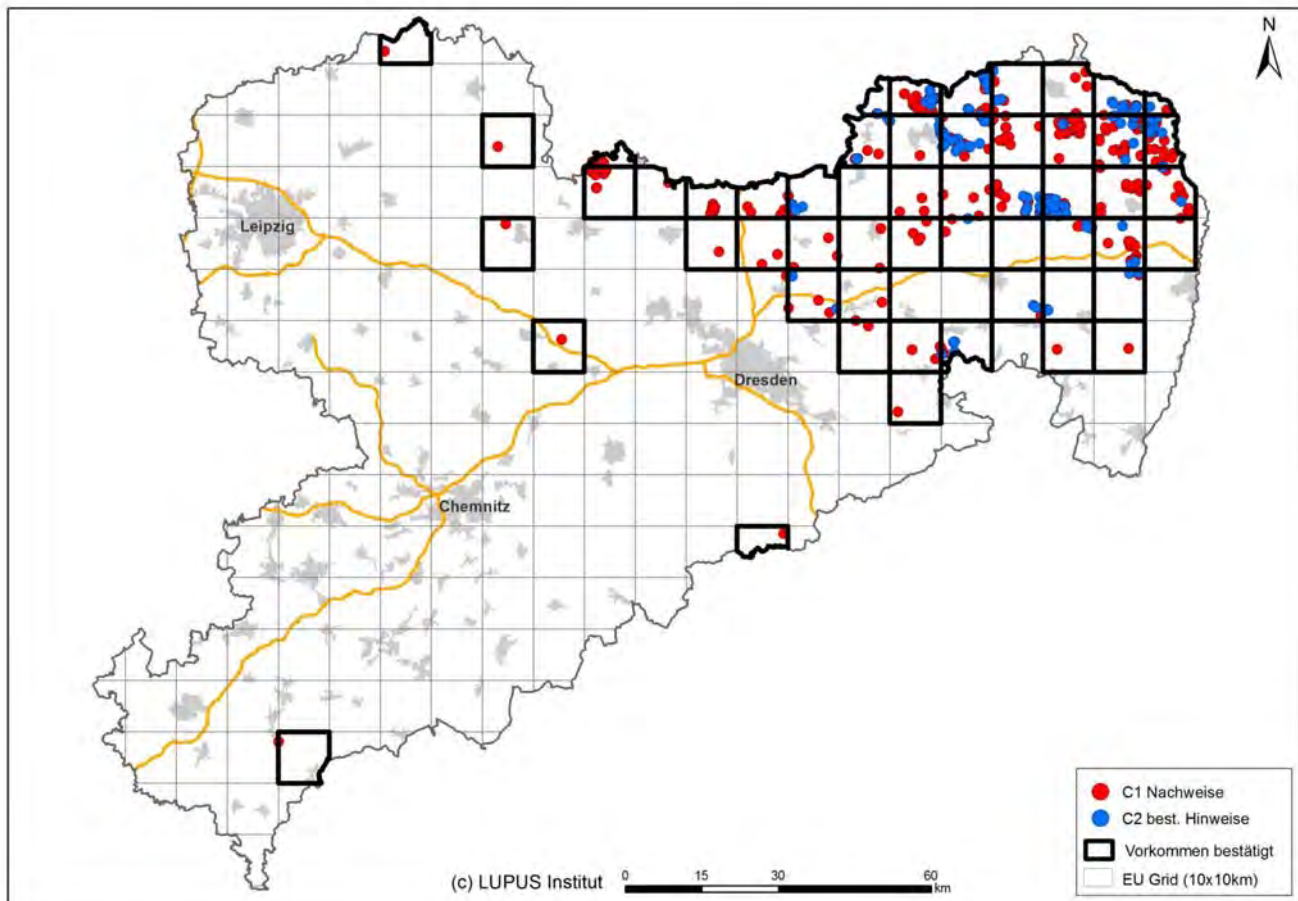 N
Leipzig
Dresden
Chemnitz
C1 Nachweise
C2 best. Hinweise
Vorkommen bestätigt
EU Grid (10x10km)
(c) LUPUS Institut
0 15 30 60
km